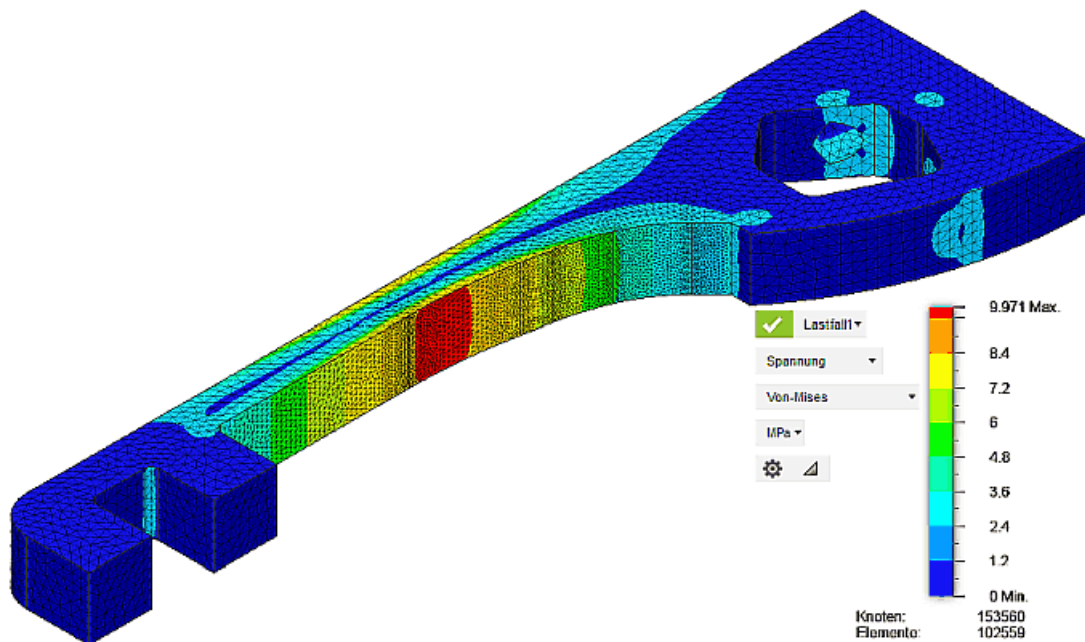 9.971 Max.
Lastfall1
8.4
Spannung
7.2
Von-Mises
6
MPa
4.8
3.6
2.4
1.2
0 Min.
Knoten: 153560
Elemente: 102559